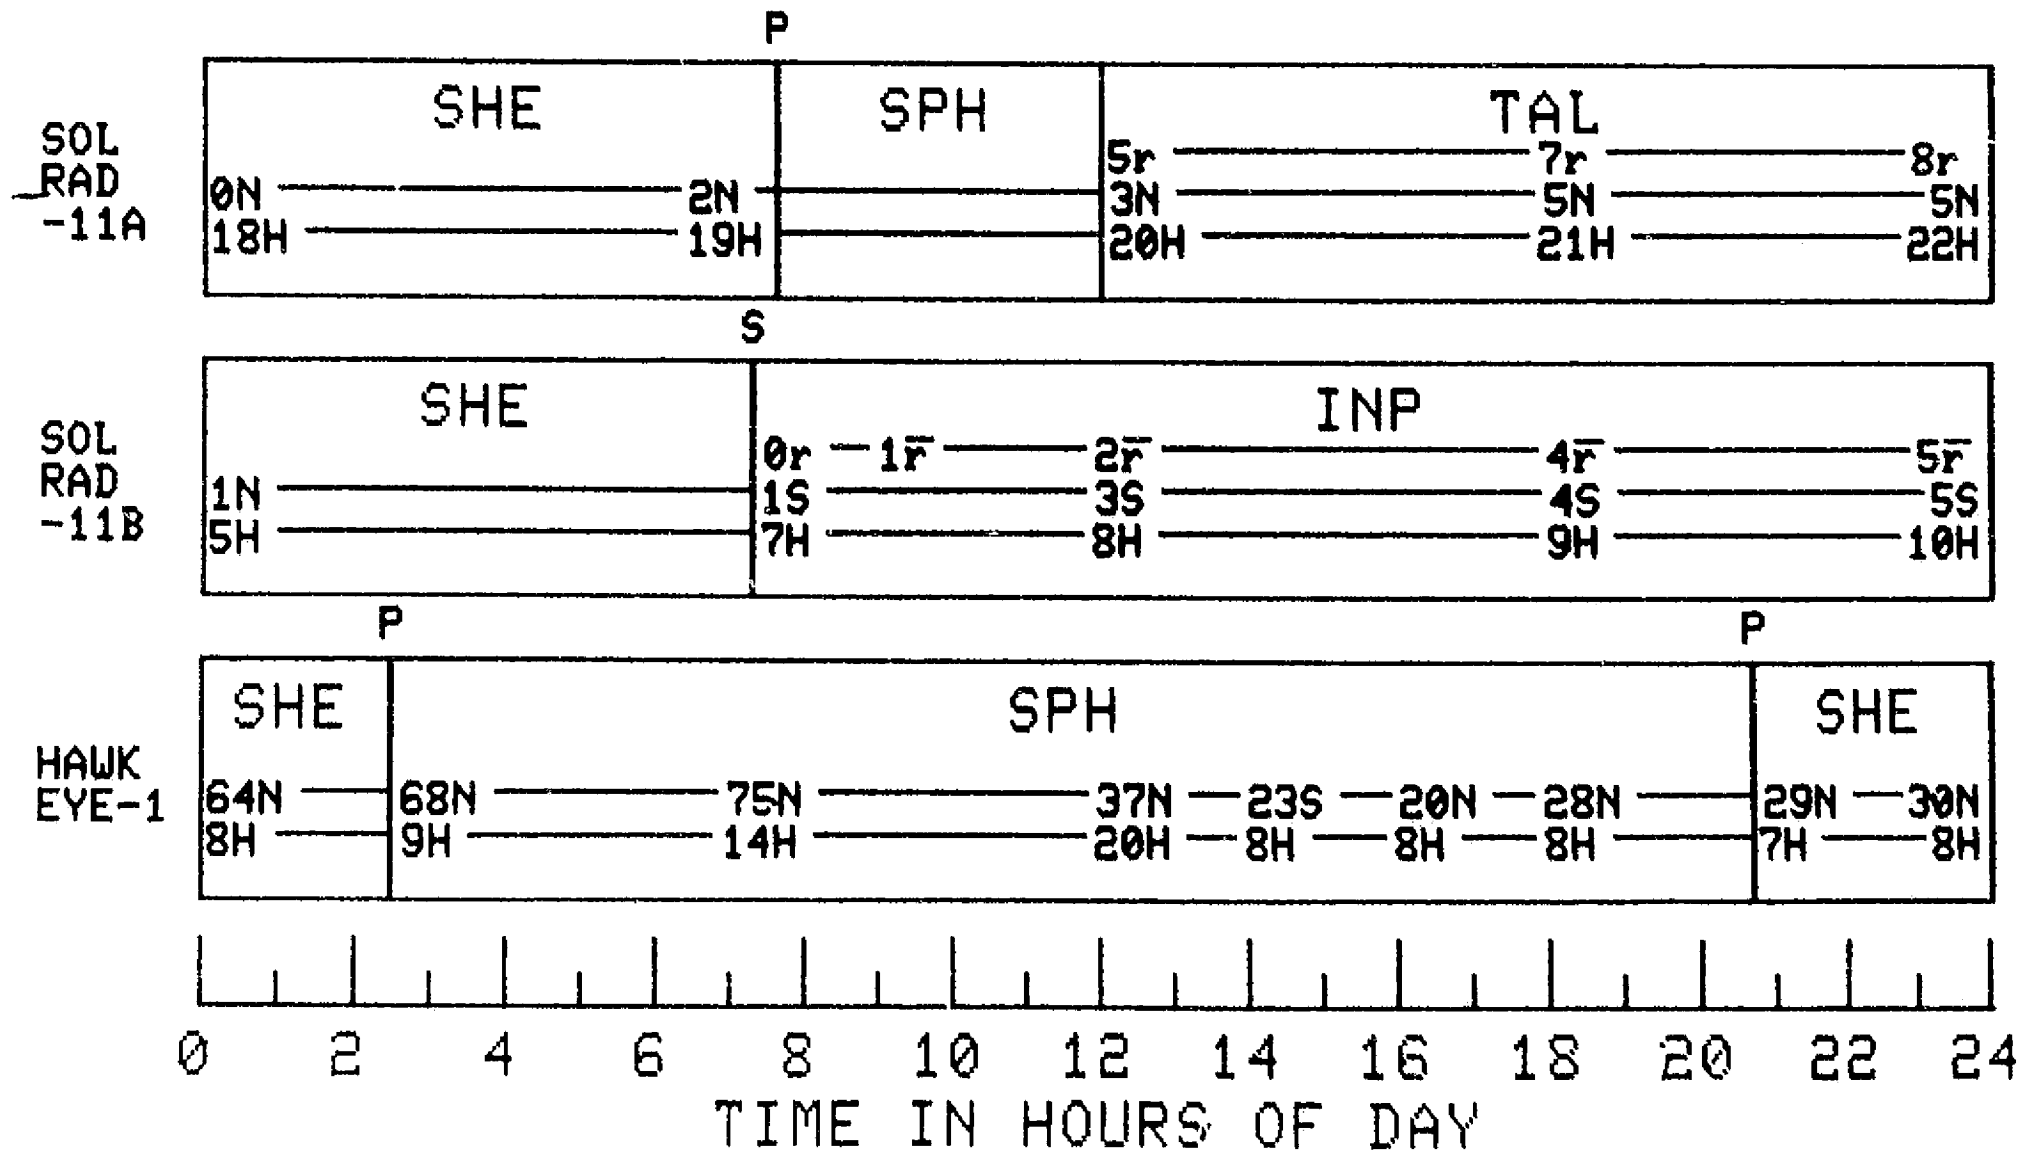 P
SHE SPH TAL
SOL
RAD
-11A
5r 7r 8r
0N 2N 3N 5N 5N
18H 19H 20H 21H 22H
S
SHE INP
SOL
RAD
-11B
0r 1r̅ 2r̅ 4r̅ 5r̅
1N 1S 3S 4S 5S
5H 7H 8H 9H 10H
P P
SHE SPH SHE
HAWK
EYE-1
64N 68N 75N 37N 23S 20N 28N 29N 30N
8H 9H 14H 20H 8H 8H 8H 7H 8H
0 2 4 6 8 10 12 14 16 18 20 22 24
TIME IN HOURS OF DAY